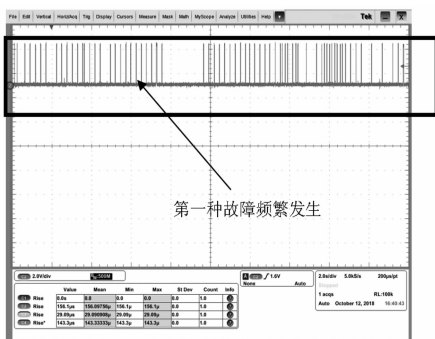 File Edit Vertical Horiz/Acq Trig Display Cursors Measure Mask Math MyScope Analyze Utilities Help Tek X
第一种故障频繁发生
2.0V/div 500M
1.6V
None Auto
2.0s/div 5.0kS/s 200μs/pt
Stopped
1 acqs RL:100k
Auto October 12, 2018 16:40:43
Value Mean Min Max St Dev Count Info
Rise 0.0s 0.0 0.0 0.0 0.0 1.0
Rise 156.1μs 156.09756μ 156.1μ 156.1μ 0.0 1.0
Rise 29.09μs 29.090908μ 29.09μ 29.09μ 0.0 1.0
Rise* 143.3μs 143.33333μ 143.3μ 143.3μ 0.0 1.0